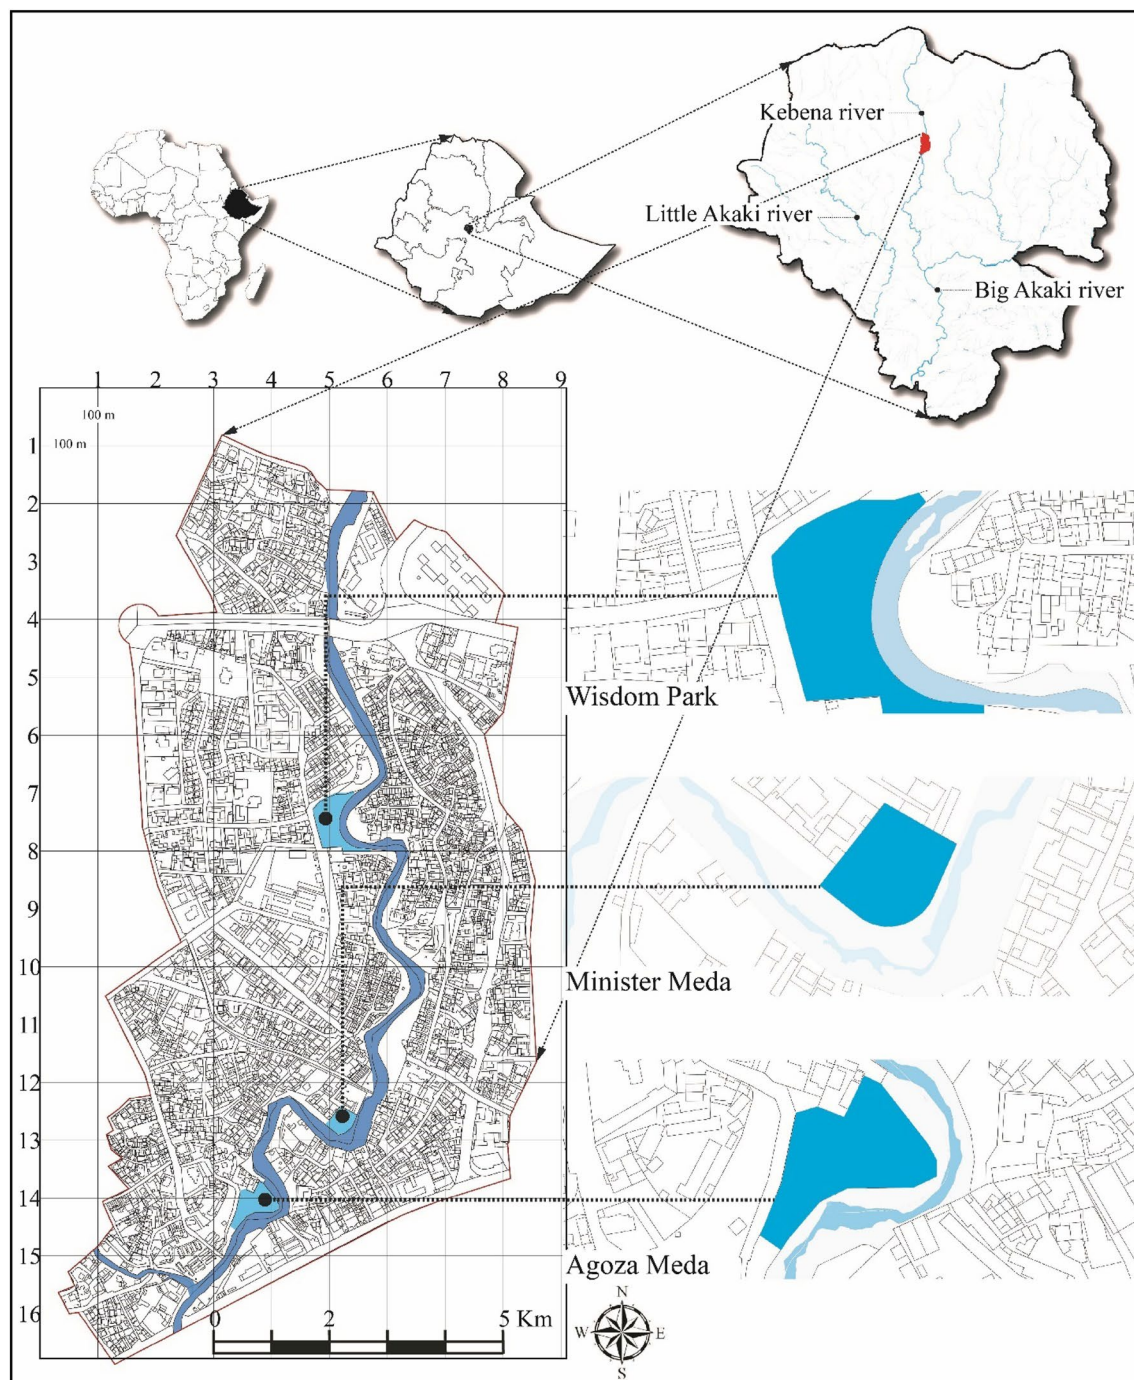 Kebena river
Little Akaki river
Big Akaki river
1 2 3 4 5 6 7 8 9
100 m
100 m
1
2
3
4
5
6
7
8
9
10
11
12
13
14
15
16
Wisdom Park
Minister Meda
Agoza Meda
0 2 5 Km
N
W E
S